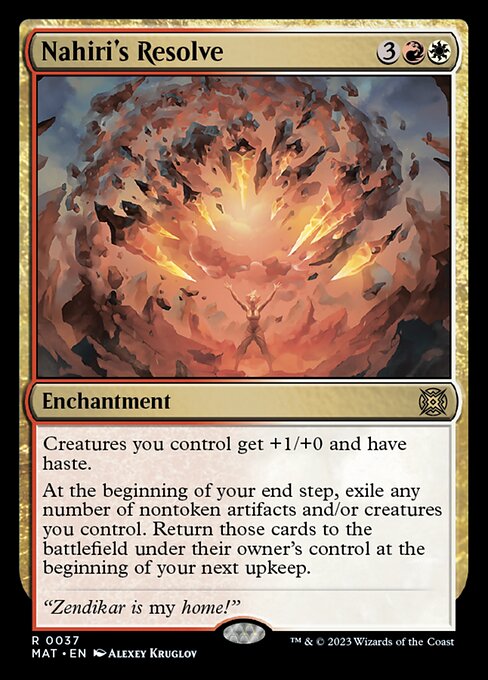 Nahiri's Resolve 3
Enchantment
Creatures you control get +1/+0 and have
haste.
At the beginning of your end step, exile any
number of nontoken artifacts and/or creatures
you control. Return those cards to the
battlefield under their owner's control at the
beginning of your next upkeep.
"Zendikar is my home!"
R 0037
MAT • EN Alexey Kruglov
™ & © 2023 Wizards of the Coast